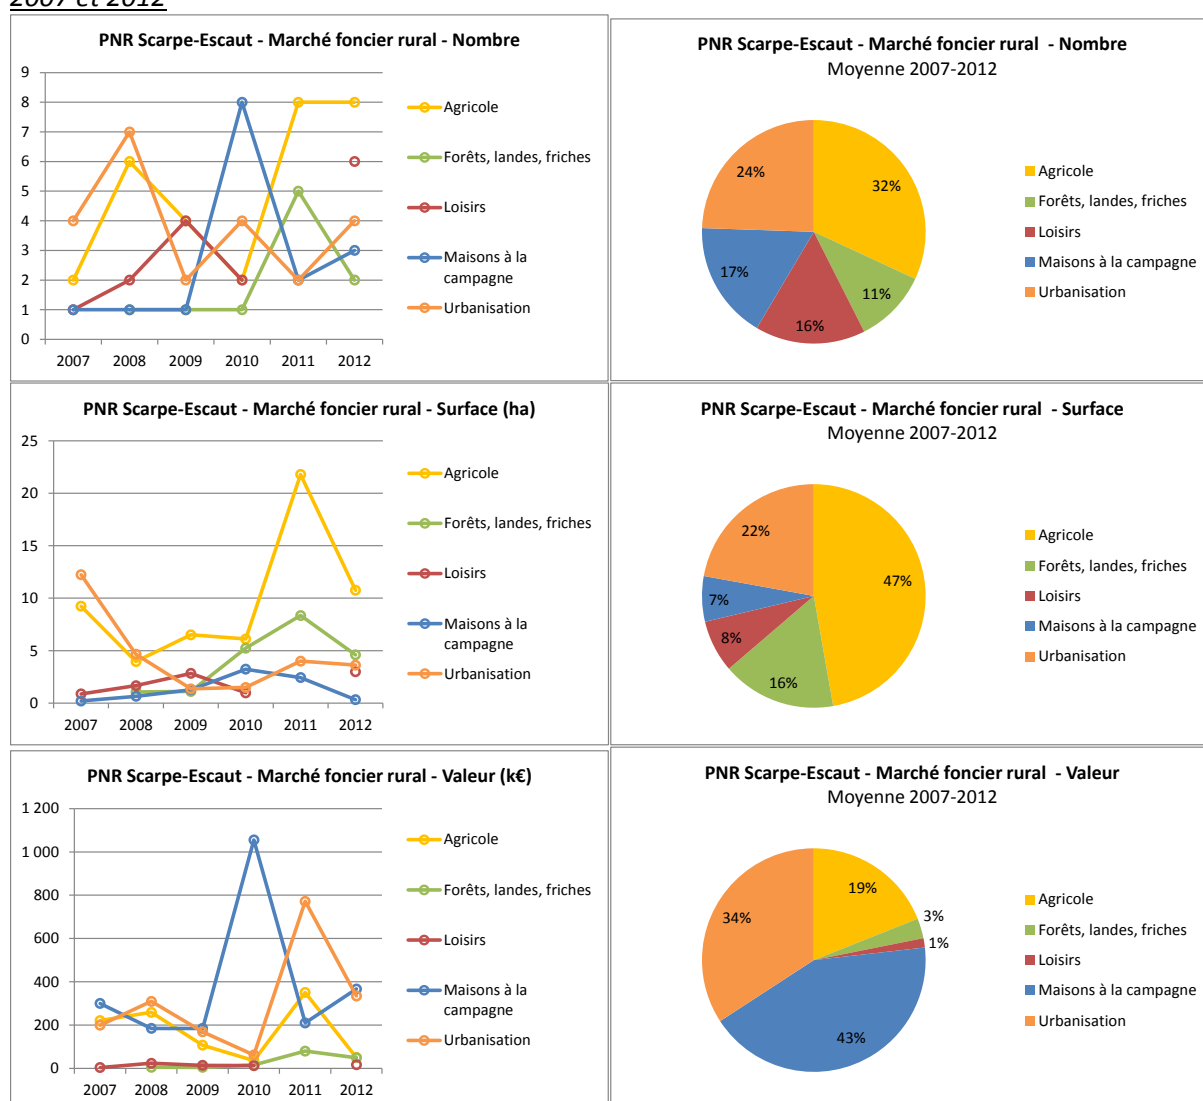 2007 et 2012
PNR Scarpe-Escaut - Marché foncier rural - Nombre
9
8
7
6
5
4
3
2
1
0
2007 2008 2009 2010 2011 2012
Agricole
Forêts, landes, friches
Loisirs
Maisons à la
campagne
Urbanisation
PNR Scarpe-Escaut - Marché foncier rural - Nombre
Moyenne 2007-2012
24%
32%
17%
11%
16%
Agricole
Forêts, landes, friches
Loisirs
Maisons à la campagne
Urbanisation
PNR Scarpe-Escaut - Marché foncier rural - Surface (ha)
25
20
15
10
5
0
2007 2008 2009 2010 2011 2012
Agricole
Forêts, landes, friches
Loisirs
Maisons à la
campagne
Urbanisation
PNR Scarpe-Escaut - Marché foncier rural - Surface
Moyenne 2007-2012
22%
47%
7%
8%
16%
Agricole
Forêts, landes, friches
Loisirs
Maisons à la campagne
Urbanisation
PNR Scarpe-Escaut - Marché foncier rural - Valeur (k€)
1 200
1 000
800
600
400
200
0
2007 2008 2009 2010 2011 2012
Agricole
Forêts, landes, friches
Loisirs
Maisons à la
campagne
Urbanisation
PNR Scarpe-Escaut - Marché foncier rural - Valeur
Moyenne 2007-2012
19%
3%
34%
1%
43%
Agricole
Forêts, landes, friches
Loisirs
Maisons à la campagne
Urbanisation